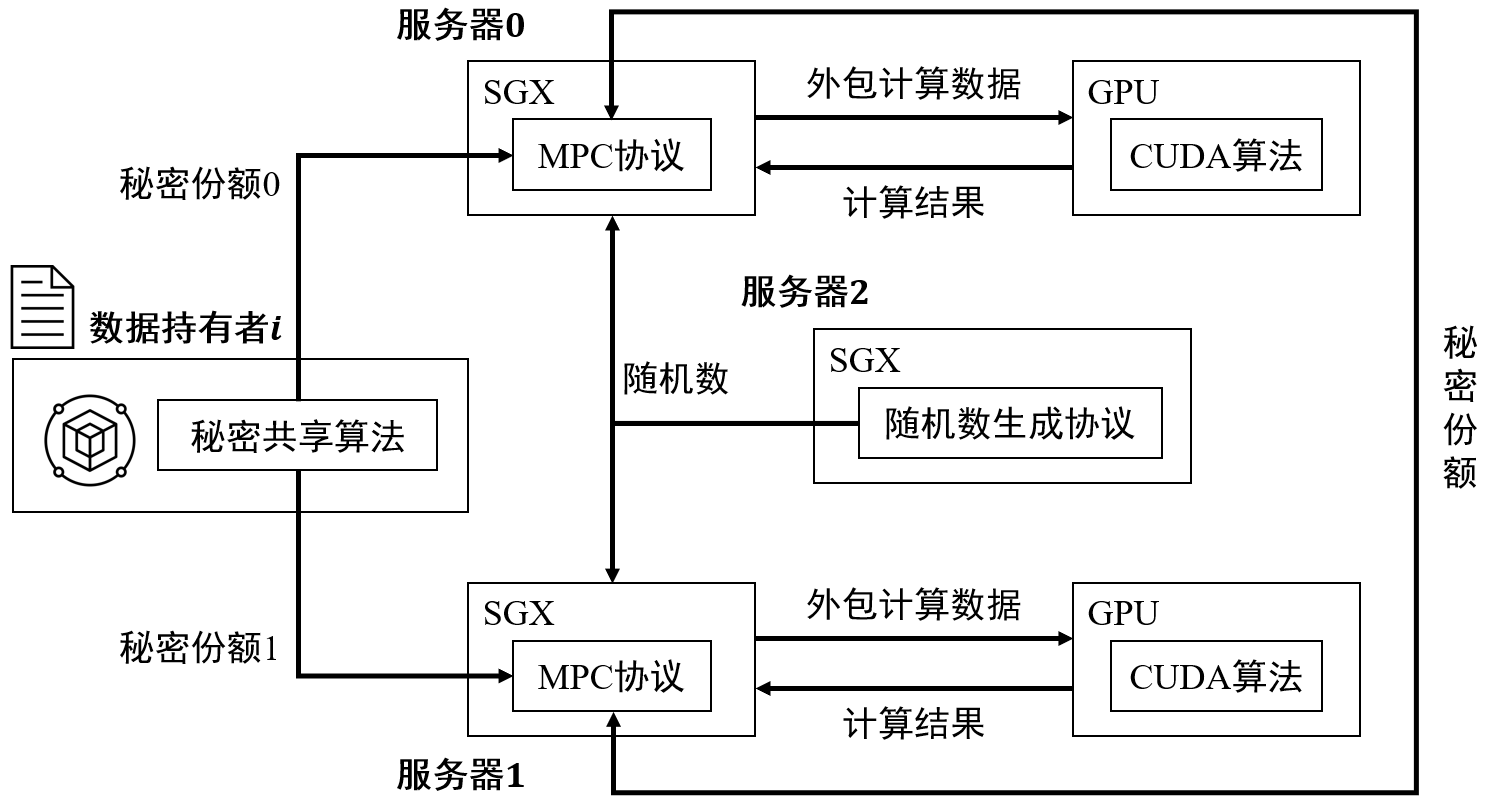 服务器0
SGX
MPC协议
外包计算数据
计算结果
GPU
CUDA算法
秘密份额0
数据持有者i
秘密共享算法
随机数
服务器2
SGX
随机数生成协议
秘密份额
秘密份额1
SGX
MPC协议
外包计算数据
计算结果
GPU
CUDA算法
服务器1